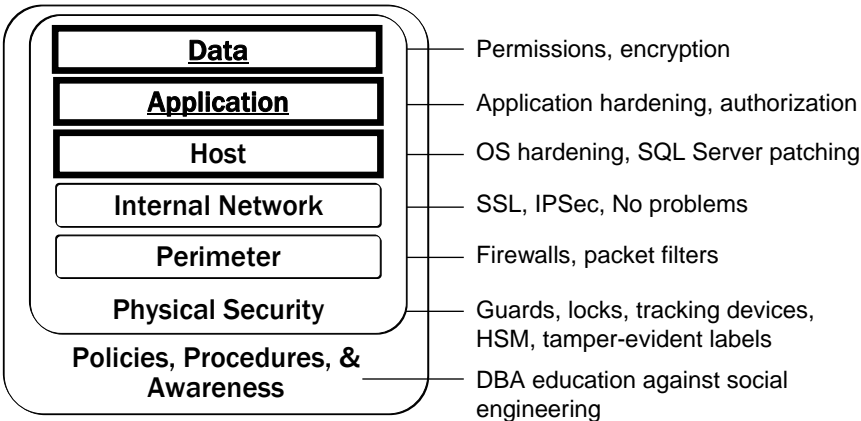 Data
Permissions, encryption
Application
Application hardening, authorization
Host
OS hardening, SQL Server patching
Internal Network
SSL, IPSec, No problems
Perimeter
Firewalls, packet filters
Physical Security
Guards, locks, tracking devices,
HSM, tamper-evident labels
Policies, Procedures, &
Awareness
DBA education against social
engineering